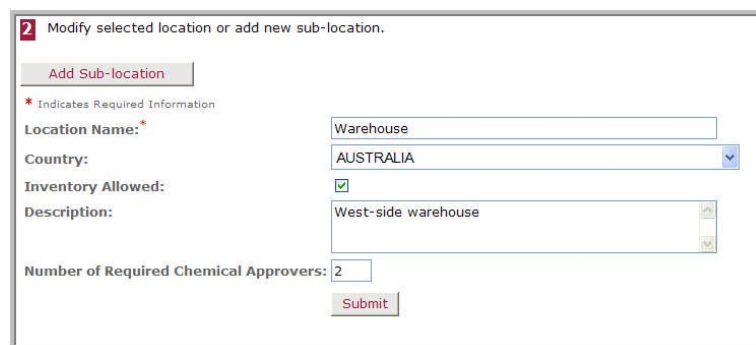 2 Modify selected location or add new sub-location.
Add Sub-location
* Indicates Required Information
Location Name:* Warehouse
Country: AUSTRALIA
Inventory Allowed:
Description: West-side warehouse
Number of Required Chemical Approvers: 2
Submit